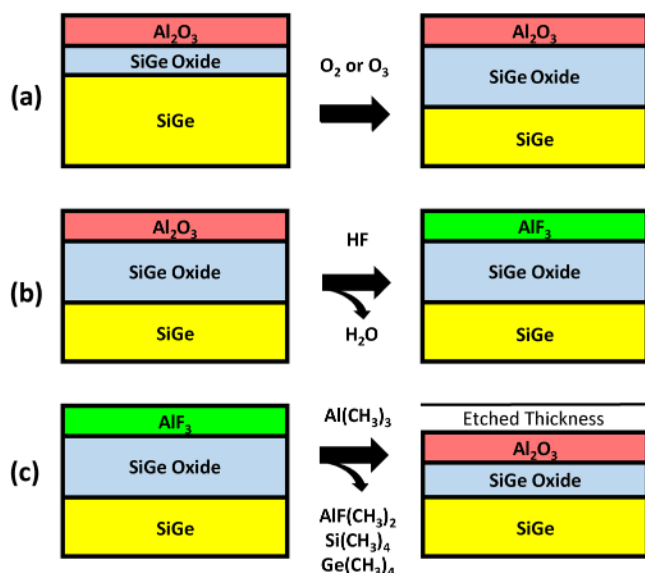 Al₂O₃
SiGe Oxide
SiGe
(a)
O₂ or O₃
Al₂O₃
SiGe Oxide
SiGe
Al₂O₃
SiGe Oxide
SiGe
(b)
HF
H₂O
AlF₃
SiGe Oxide
SiGe
AlF₃
SiGe Oxide
SiGe
(c)
Al(CH₃)₃
AlF(CH₃)₂
Si(CH₃)₄
Ge(CH₃)₄
Etched Thickness
Al₂O₃
SiGe Oxide
SiGe